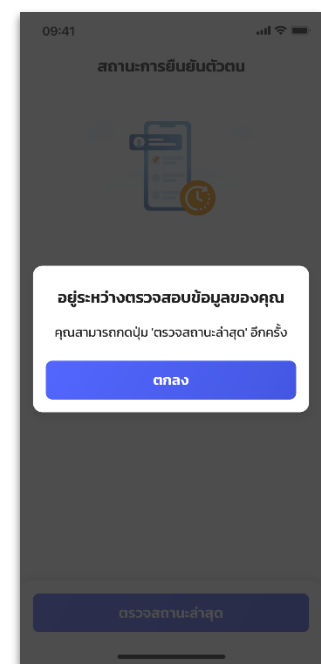 09:41
สถานะการยืนยันตัวตน
อยู่ระหว่างตรวจสอบข้อมูลของคุณ
คุณสามารถกดปุ่ม 'ตรวจสถานะล่าสุด' อีกครั้ง
ตกลง
ตรวจสถานะล่าสุด